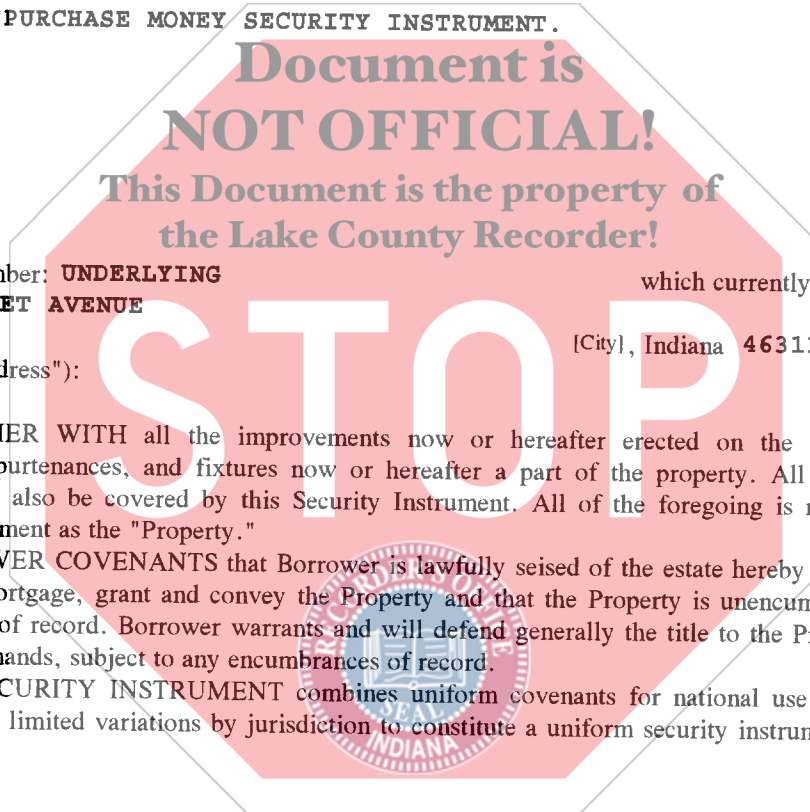 PURCHASE MONEY SECURITY INSTRUMENT.
Document is
NOT OFFICIAL!
This Document is the property of
the Lake County Recorder!
nber: UNDERLYING which currently
ET AVENUE
STOP
[City], Indiana 4631
dress"):
IER WITH all the improvements now or hereafter erected on the
purtenances, and fixtures now or hereafter a part of the property. All
also be covered by this Security Instrument. All of the foregoing is
ment as the "Property."
VER COVENANTS that Borrower is lawfully seised of the estate hereby
ortgage, grant and convey the Property and that the Property is unencum
of record. Borrower warrants and will defend generally the title to the P
nands, subject to any encumbrances of record.
CURITY INSTRUMENT combines uniform covenants for national use
limited variations by jurisdiction to constitute a uniform security instrum
RECORDER'S OFFICE
SEAL
INDIANA